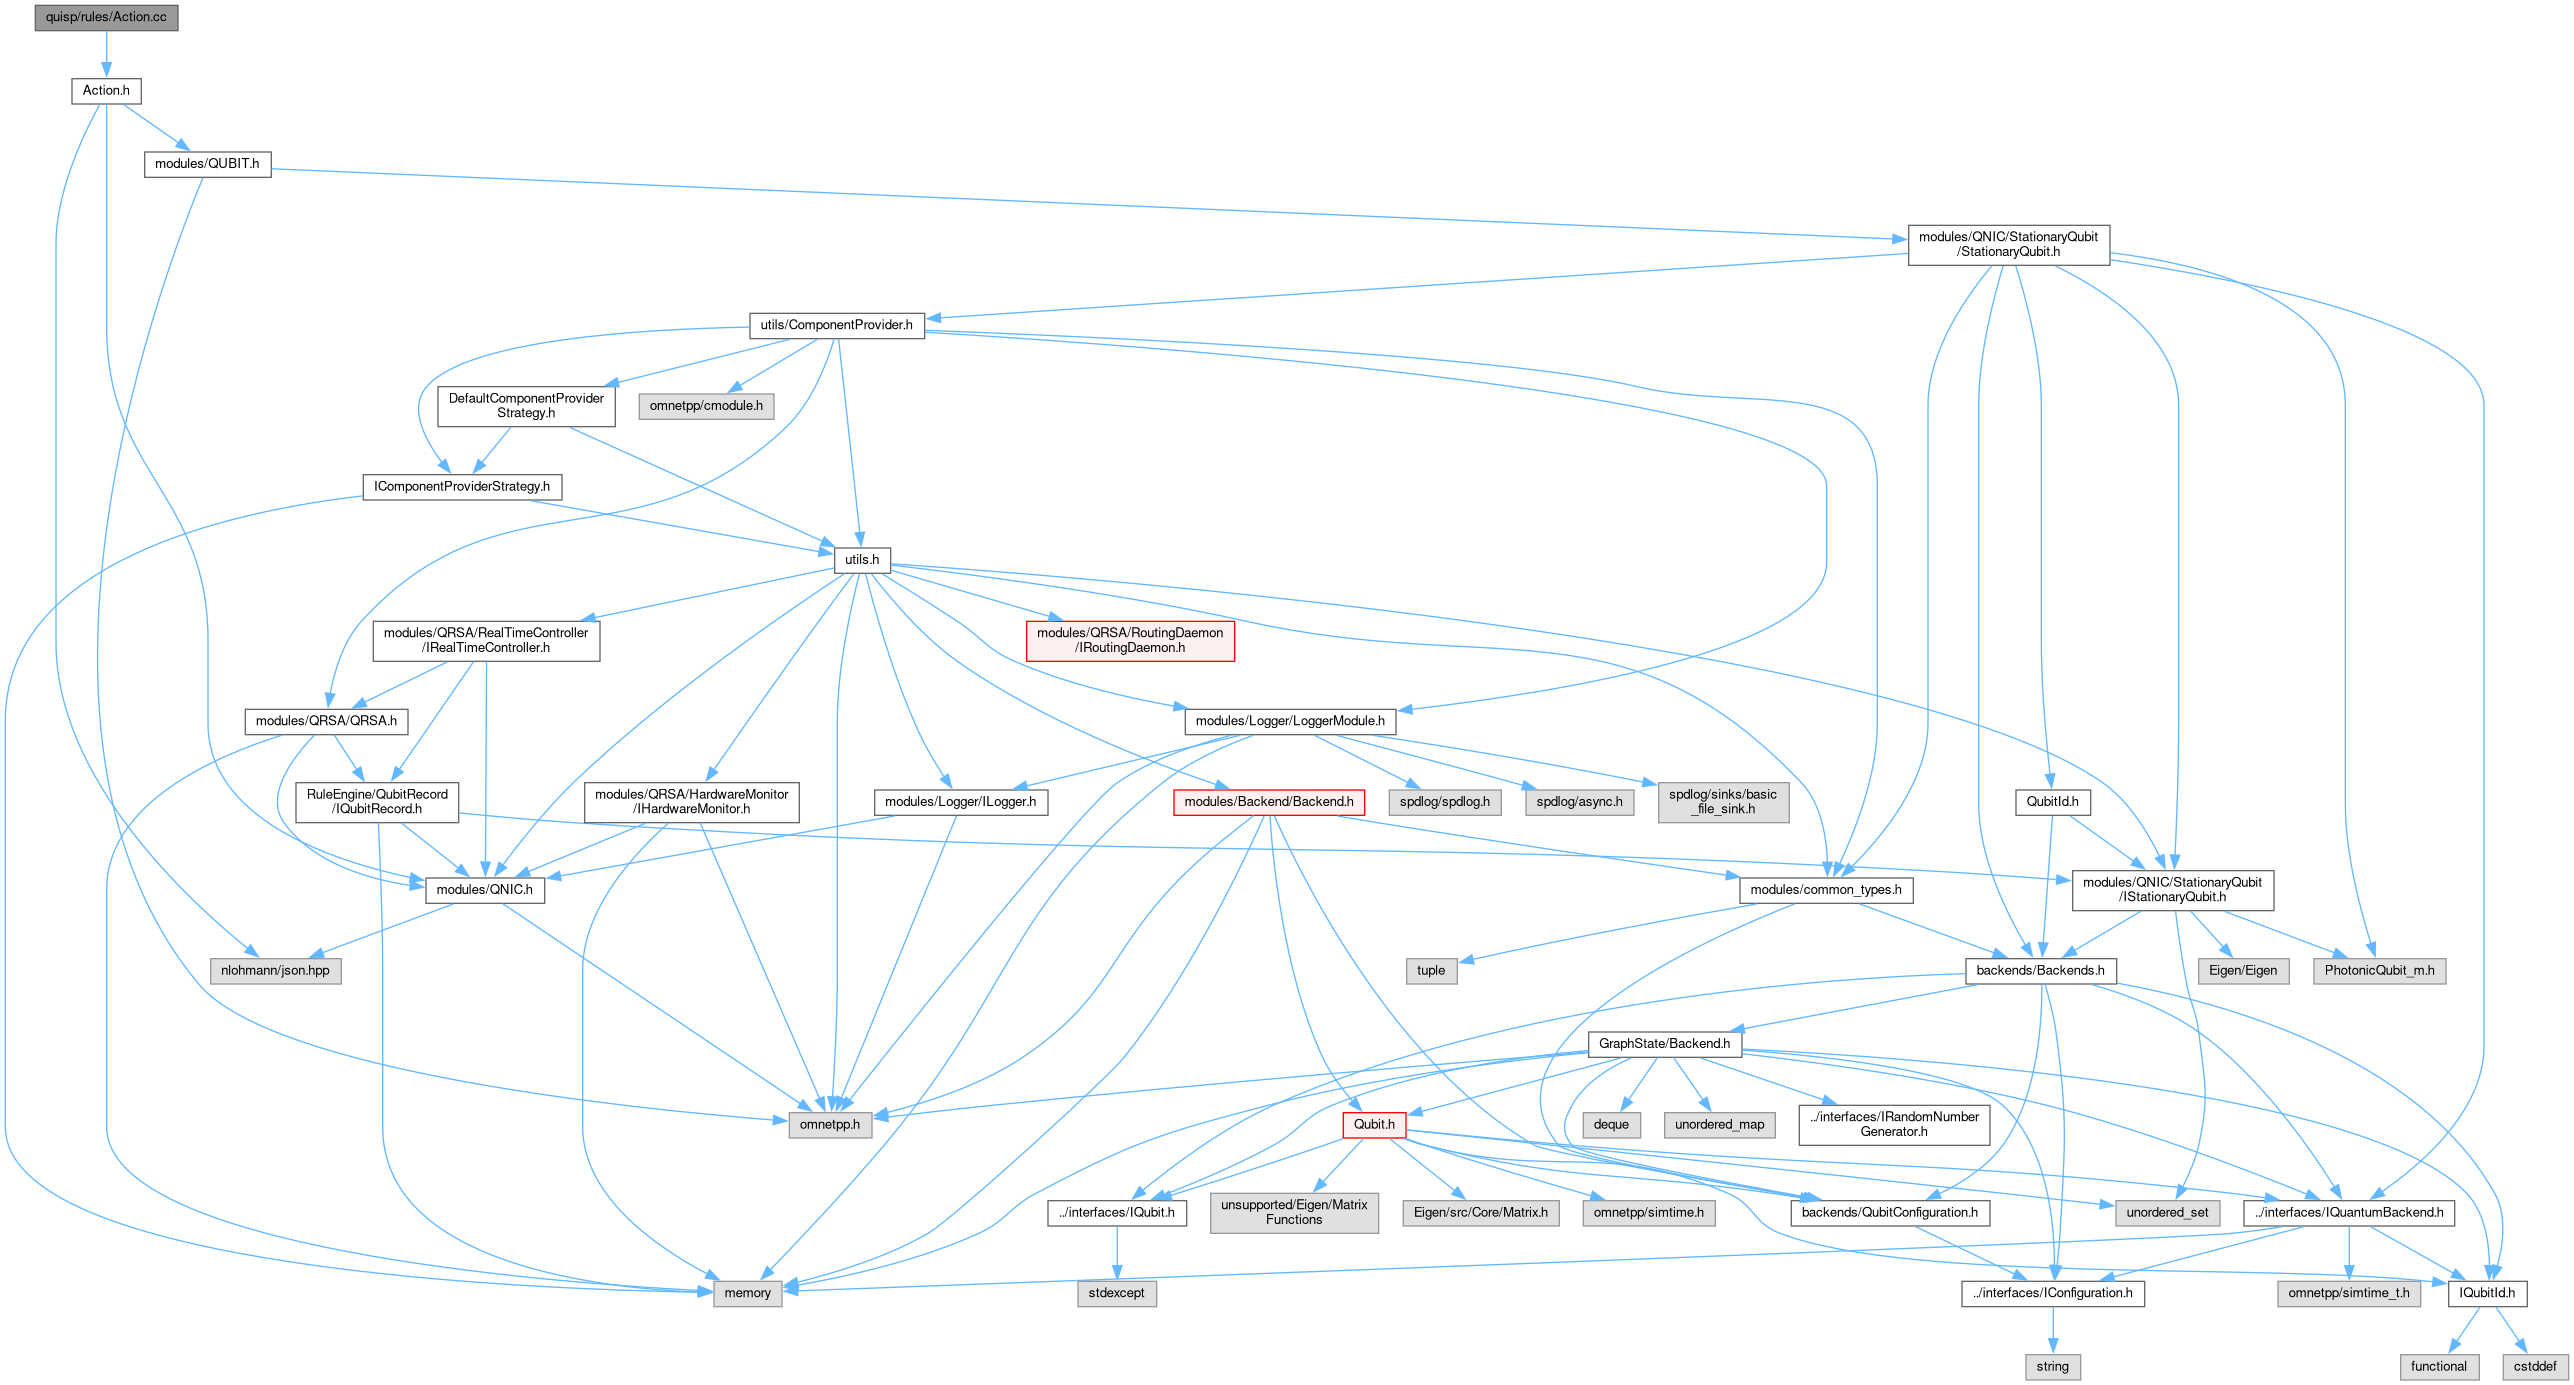 quisp/rules/Action.cc
Action.h
modules/QUBIT.h
modules/QNIC/StationaryQubit
/StationaryQubit.h
utils/ComponentProvider.h
DefaultComponentProvider
Strategy.h
omnetpp/cmodule.h
IComponentProviderStrategy.h
utils.h
modules/QRSA/RealTimeController
/IRealTimeController.h
modules/QRSA/RoutingDaemon
/IRoutingDaemon.h
modules/QRSA/QRSA.h
modules/Logger/LoggerModule.h
RuleEngine/QubitRecord
/IQubitRecord.h
modules/QRSA/HardwareMonitor
/IHardwareMonitor.h
modules/Logger/ILogger.h
modules/Backend/Backend.h
spdlog/spdlog.h
spdlog/async.h
spdlog/sinks/basic
_file_sink.h
QubitId.h
modules/QNIC.h
modules/common_types.h
modules/QNIC/StationaryQubit
/IStationaryQubit.h
nlohmann/json.hpp
tuple
backends/Backends.h
Eigen/Eigen
PhotonicQubit_m.h
GraphState/Backend.h
omnetpp.h
Qubit.h
deque
unordered_map
../interfaces/IRandomNumber
Generator.h
../interfaces/IQubit.h
unsupported/Eigen/Matrix
Functions
Eigen/src/Core/Matrix.h
omnetpp/simtime.h
backends/QubitConfiguration.h
unordered_set
../interfaces/IQuantumBackend.h
memory
stdexcept
../interfaces/IConfiguration.h
omnetpp/simtime_t.h
IQubitId.h
string
functional
cstddef